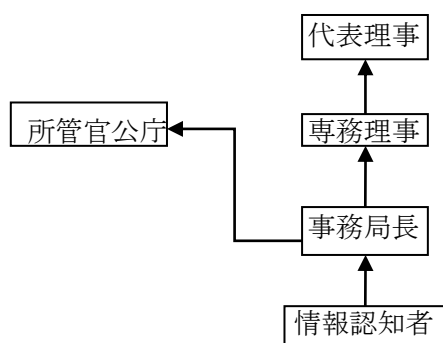 代表理事
所管官公庁
専務理事
事務局長
情報認知者